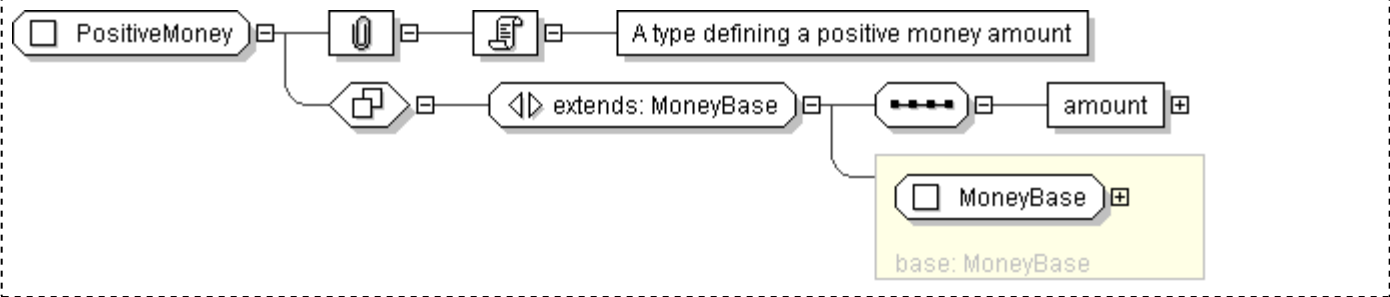 PositiveMoney
A type defining a positive money amount
extends: MoneyBase
amount
MoneyBase
base: MoneyBase